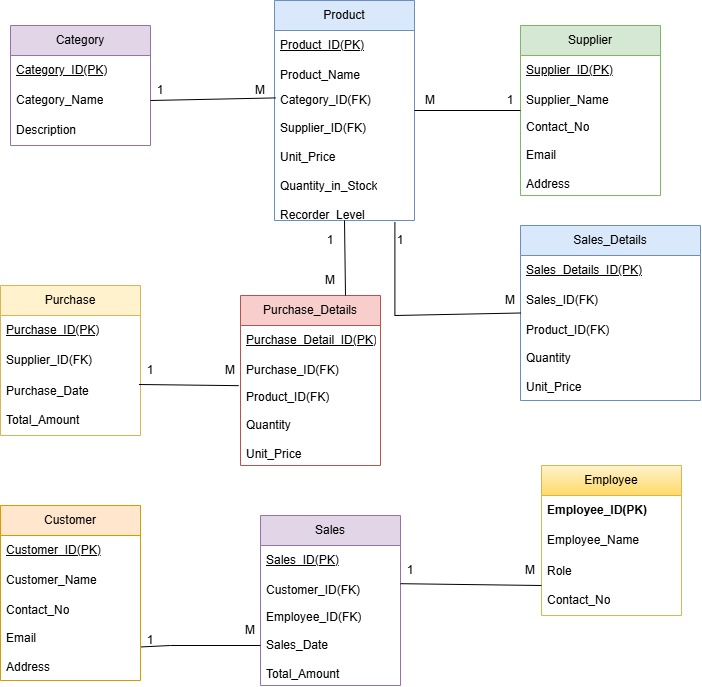 Product
Product_ID(PK)
Product_Name
Category_ID(FK)
Supplier_ID(FK)
Unit_Price
Quantity_in_Stock
Recorder_Level
Category
Category_ID(PK)
Category_Name
Description
1
M
Supplier
Supplier_ID(PK)
Supplier_Name
Contact_No
Email
Address
M
1
1
M
1
M
Sales_Details
Sales_Details_ID(PK)
Sales_ID(FK)
Product_ID(FK)
Quantity
Unit_Price
Purchase
Purchase_ID(PK)
Supplier_ID(FK)
Purchase_Date
Total_Amount
1
M
Purchase_Details
Purchase_Detail_ID(PK)
Purchase_ID(FK)
Product_ID(FK)
Quantity
Unit_Price
Employee
Employee_ID(PK)
Employee_Name
Role
Contact_No
Customer
Customer_ID(PK)
Customer_Name
Contact_No
Email
Address
1
M
Sales
Sales_ID(PK)
Customer_ID(FK)
Employee_ID(FK)
Sales_Date
Total_Amount
1
M